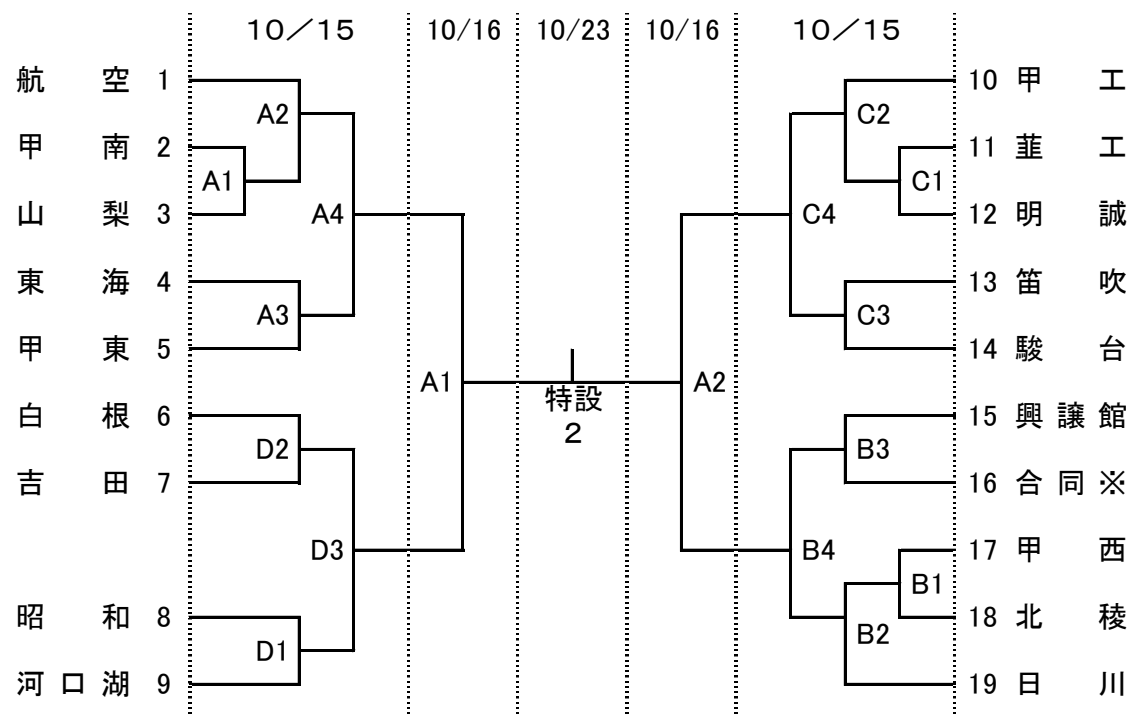 10／15 10/16 10/23 10/16 10／15
航空 1 10 甲工
A2 C2
甲南 2 11 韮工
A1 C1
山梨 3 A4 C4 12 明誠
東海 4 13 笛吹
A3 C3
甲東 5 14 駿台
A1 特設 A2
白根 6 2 15 興譲館
D2 B3
吉田 7 16 合同※
D3 B4 17 甲西
B1
昭和 8 18 北稜
D1 B2
河口湖 9 19 日川